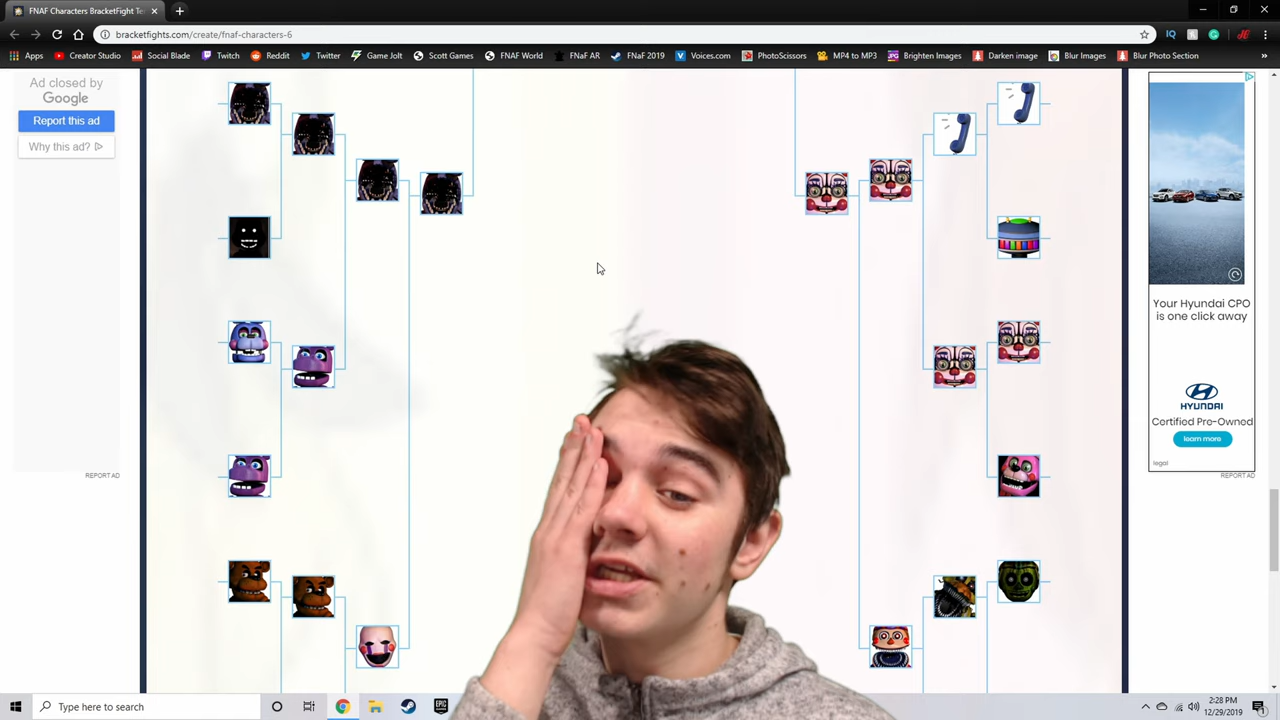 FNAF Characters BracketFight Te
bracketfights.com/create/fnaf-characters-6
IQ
Apps
Creator Studio
Social Blade
Twitch
Reddit
Twitter
Game Jolt
Scott Games
FNAF World
FNaF AR
FNaF 2019
Voices.com
PhotoScissors
MP4 to MP3
Brighten Images
Darken image
Blur Images
Blur Photo Section
»
Ad closed by
Google
Report this ad
Why this ad?
REPORT AD
Your Hyundai CPO
is one click away
HYUNDAI
Certified Pre-Owned
learn more
legal
REPORT AD
Type here to search
EPIC
2:28 PM
12/29/2019